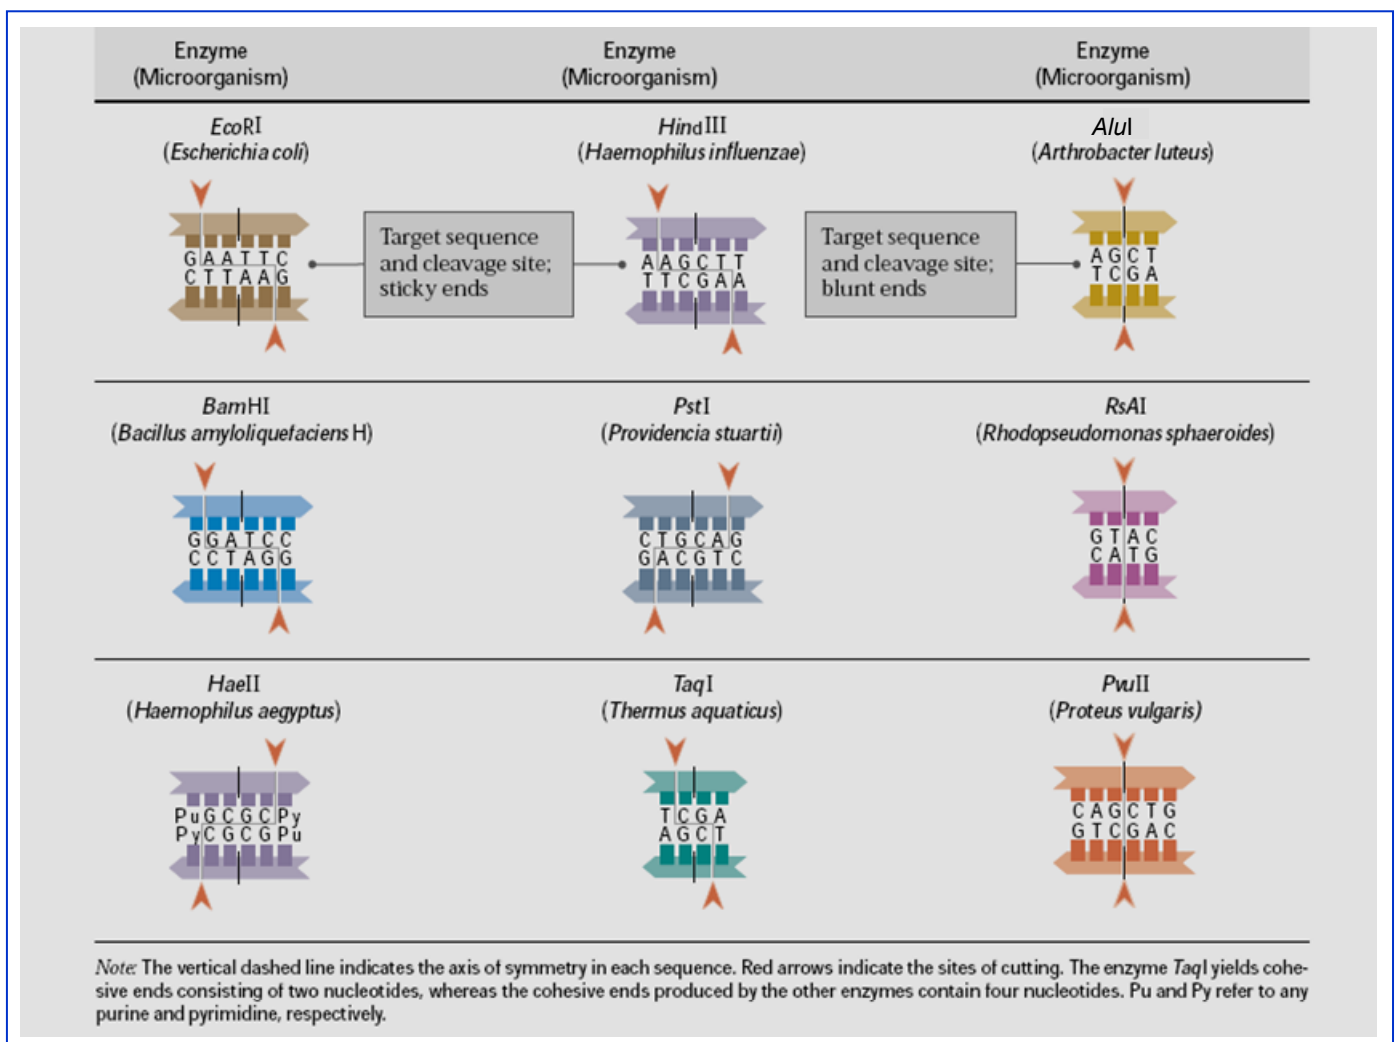 Enzyme
(Microorganism)
Enzyme
(Microorganism)
Enzyme
(Microorganism)
EcoRI
(Escherichia coli)
G A A T T C
C T T A A G
Target sequence
and cleavage site;
sticky ends
HindIII
(Haemophilus influenzae)
A A G C T T
T T C G A A
Target sequence
and cleavage site;
blunt ends
AluI
(Arthrobacter luteus)
A G C T
T C G A
BamHI
(Bacillus amyloliquefaciens H)
G G A T C C
C C T A G G
PstI
(Providencia stuartii)
C T G C A G
G A C G T C
RsAI
(Rhodopseudomonas sphaeroides)
G T A C
C A T G
HaeII
(Haemophilus aegyptus)
Pu G C G C Py
Py C G C G Pu
TaqI
(Thermus aquaticus)
T C G A
A G C T
PvuII
(Proteus vulgaris)
C A G C T G
G T C G A C
Note: The vertical dashed line indicates the axis of symmetry in each sequence. Red arrows indicate the sites of cutting. The enzyme TaqI yields cohe-
sive ends consisting of two nucleotides, whereas the cohesive ends produced by the other enzymes contain four nucleotides. Pu and Py refer to any
purine and pyrimidine, respectively.